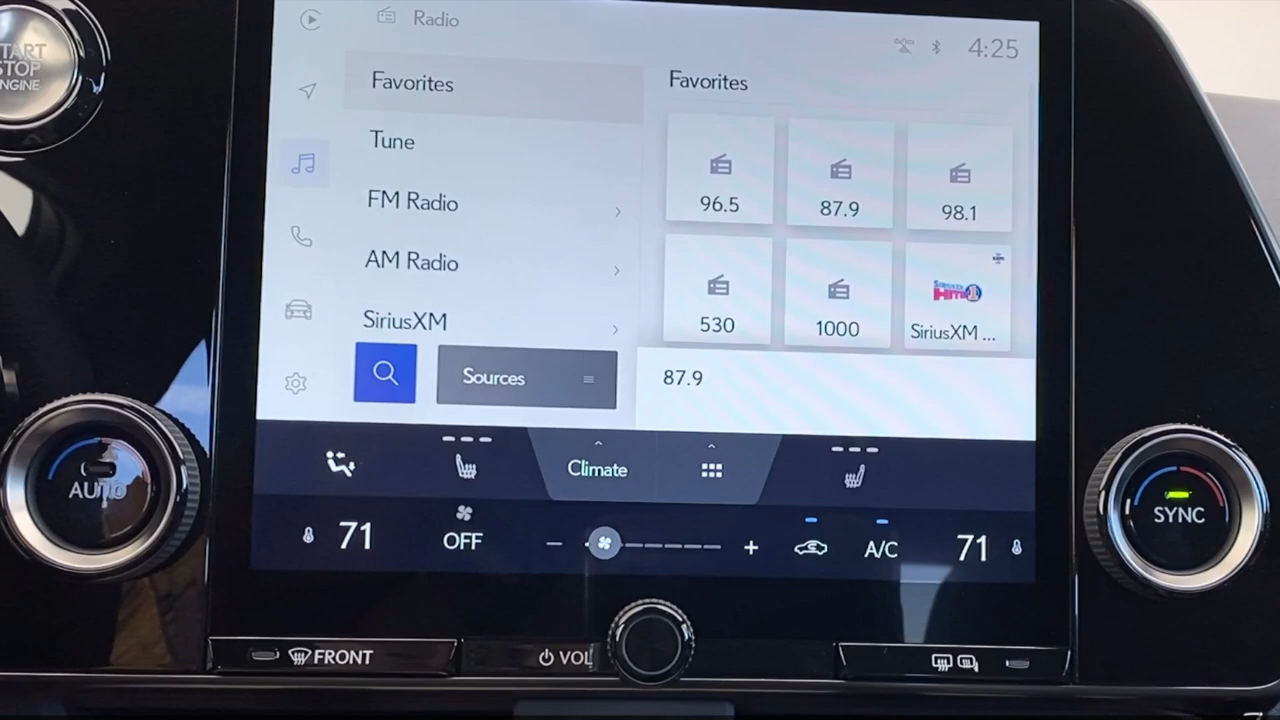 START
STOP
ENGINE
Radio
4:25
Favorites
Tune
FM Radio
AM Radio
SiriusXM
Sources
Favorites
96.5
87.9
98.1
530
1000
SiriusXM ...
87.9
Climate
71
OFF
A/C
71
AUTO
SYNC
FRONT
VOL